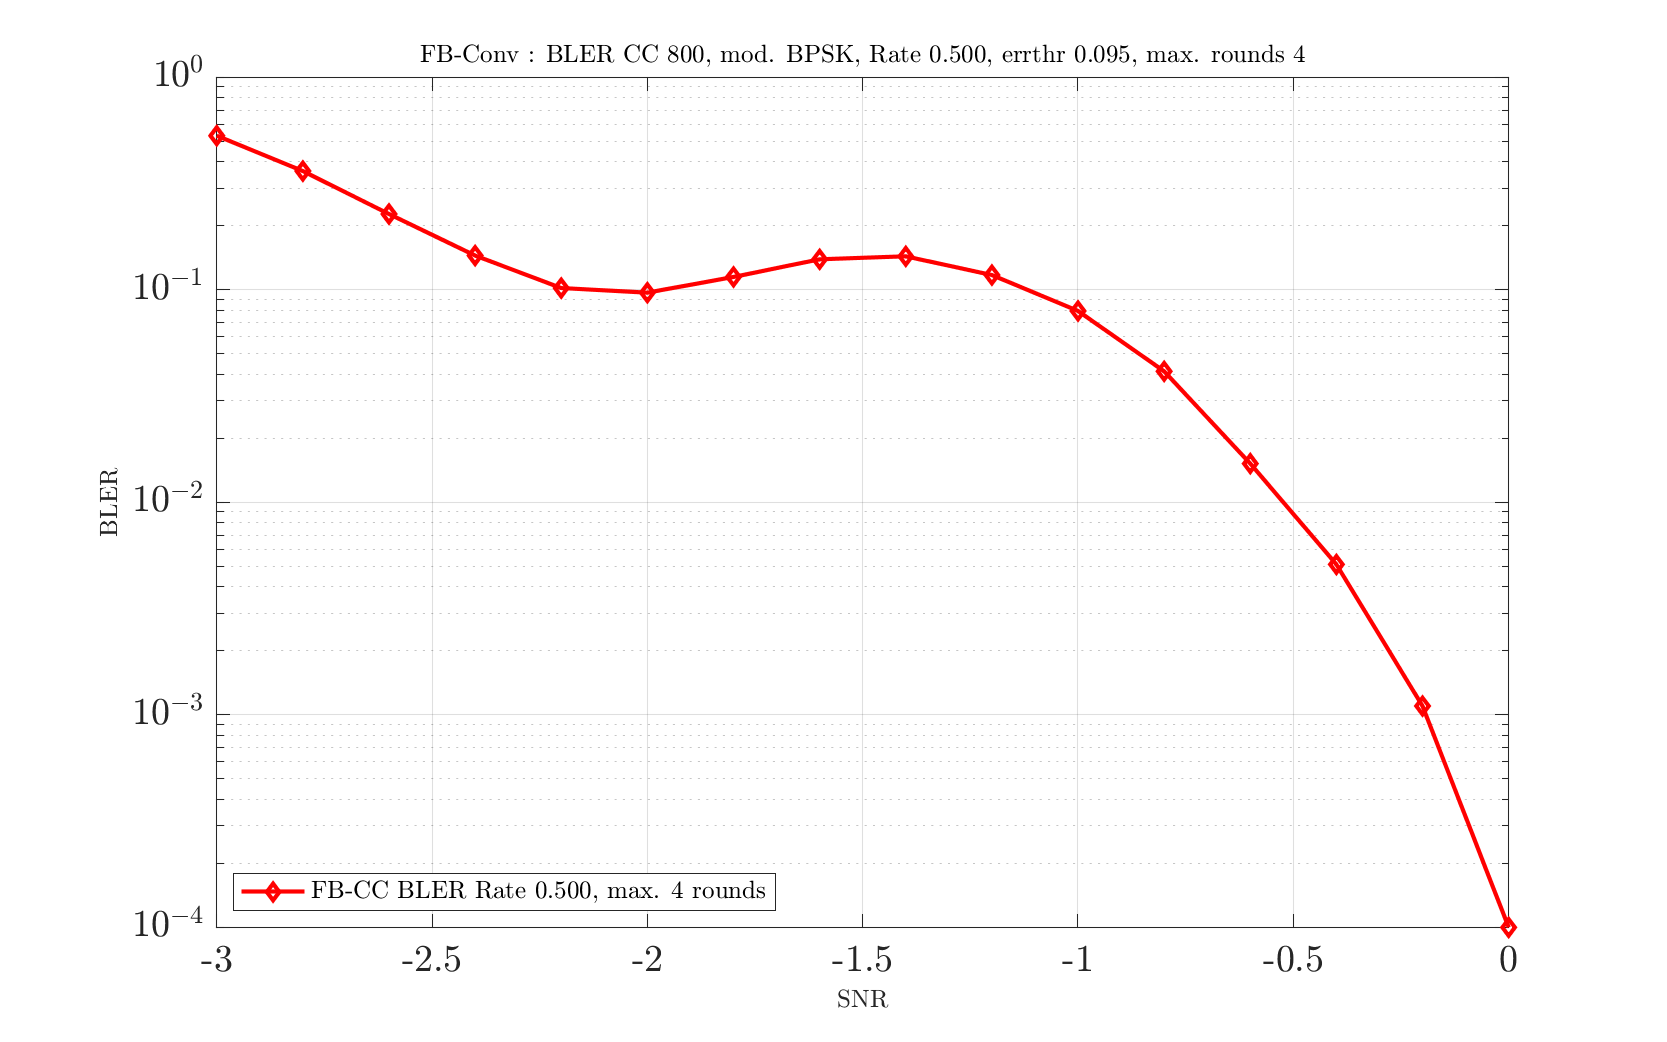 FB-Conv : BLER CC 800, mod. BPSK, Rate 0.500, errthr 0.095, max. rounds 4
10^0
10^-1
10^-2
10^-3
10^-4
BLER
FB-CC BLER Rate 0.500, max. 4 rounds
-3 -2.5 -2 -1.5 -1 -0.5 0
SNR